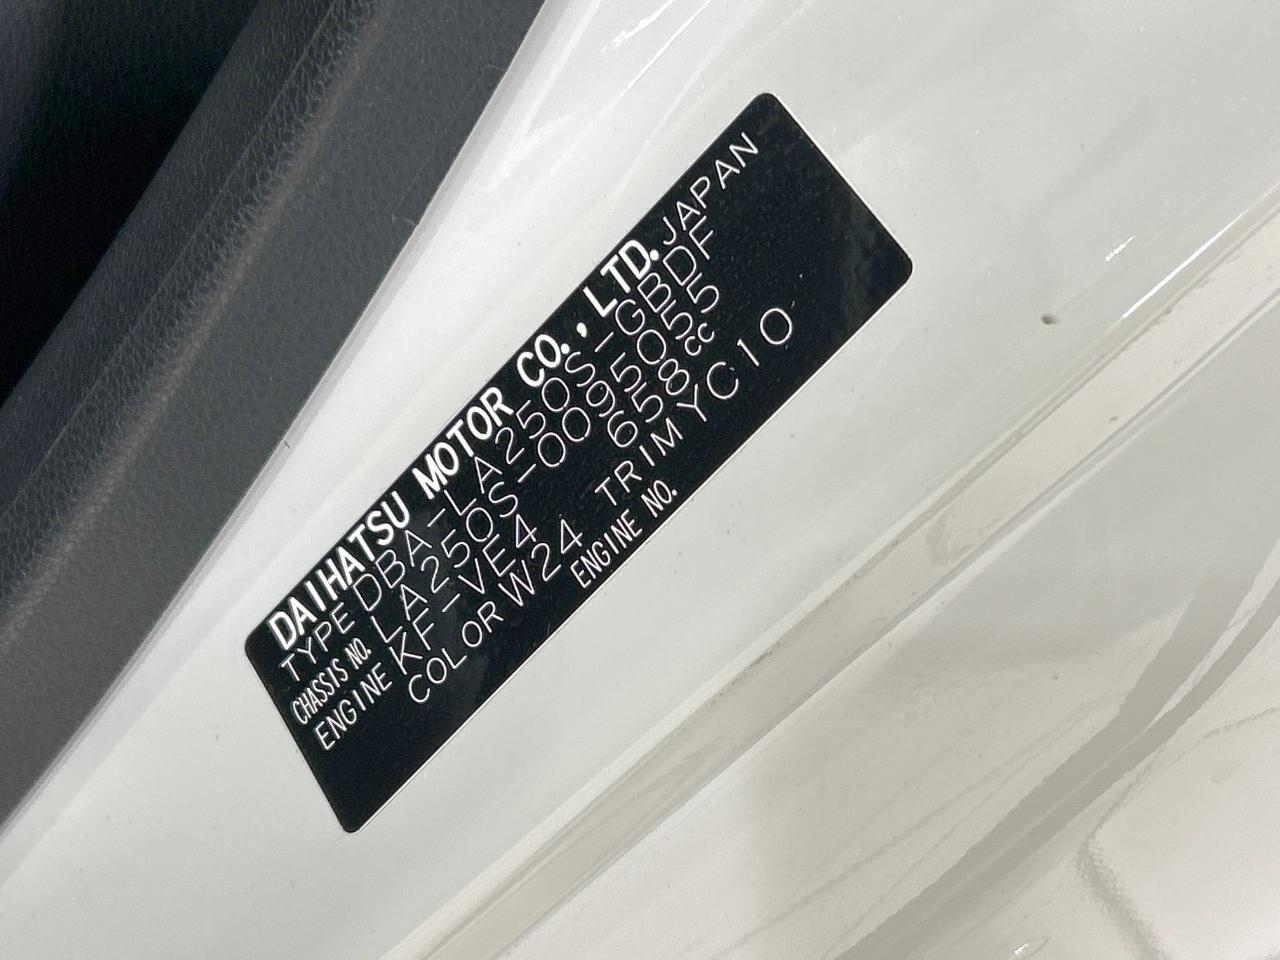 DAIHATSU MOTOR CO., LTD. JAPAN
TYPE DBA-LA250S-GBDF
CHASSIS NO. LA250S-0095055
ENGINE KF-VE4 658cc
COLOR W24 TRIM YC10
ENGINE NO.